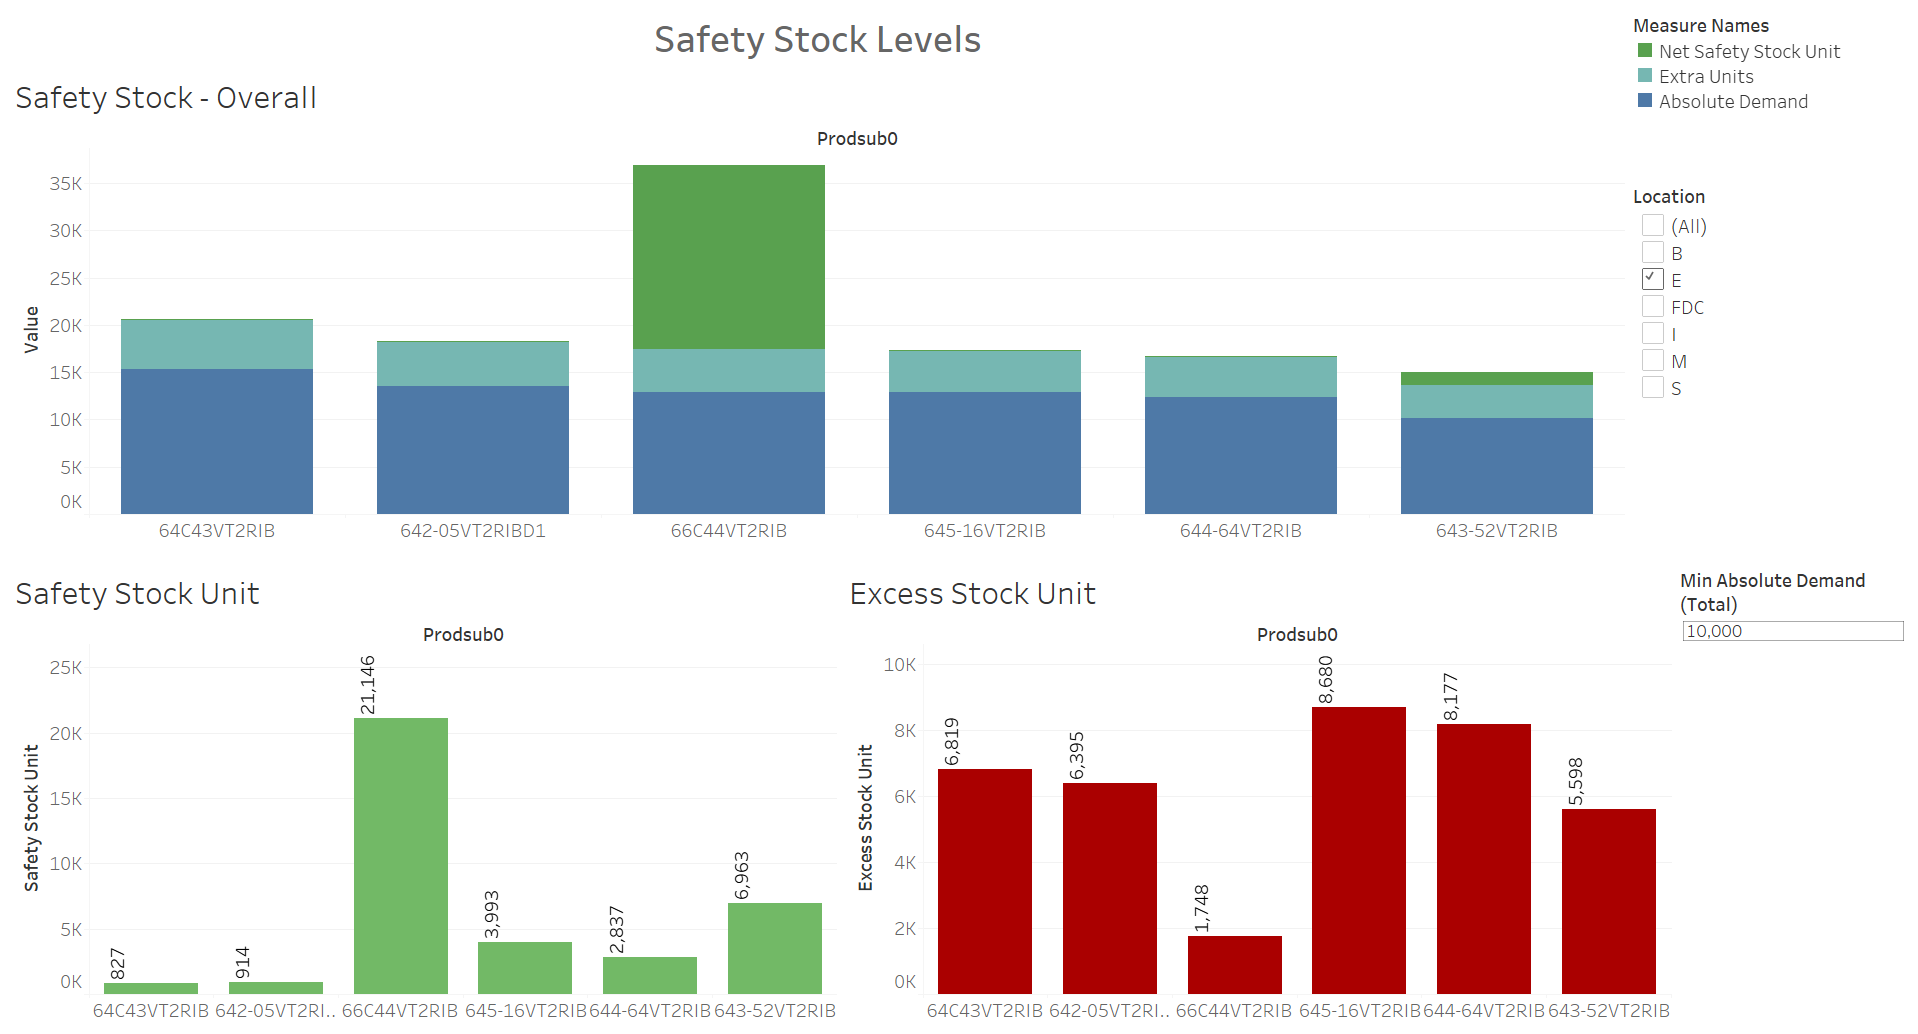 Safety Stock Levels
Measure Names
Net Safety Stock Unit
Extra Units
Absolute Demand
Safety Stock - Overall
Prodsub0
Value
35K
30K
25K
20K
15K
10K
5K
0K
64C43VT2RIB 642-05VT2RIBD1 66C44VT2RIB 645-16VT2RIB 644-64VT2RIB 643-52VT2RIB
Location
(All)
B
E
FDC
I
M
S
Safety Stock Unit
Prodsub0
Safety Stock Unit
25K
20K
15K
10K
5K
0K
827
914
21,146
3,993
2,837
6,963
64C43VT2RIB 642-05VT2RI.. 66C44VT2RIB 645-16VT2RIB 644-64VT2RIB 643-52VT2RIB
Excess Stock Unit
Prodsub0
Excess Stock Unit
10K
8K
6K
4K
2K
0K
6,819
6,395
1,748
8,680
8,177
5,598
64C43VT2RIB 642-05VT2RI.. 66C44VT2RIB 645-16VT2RIB 644-64VT2RIB 643-52VT2RIB
Min Absolute Demand
(Total)
10,000